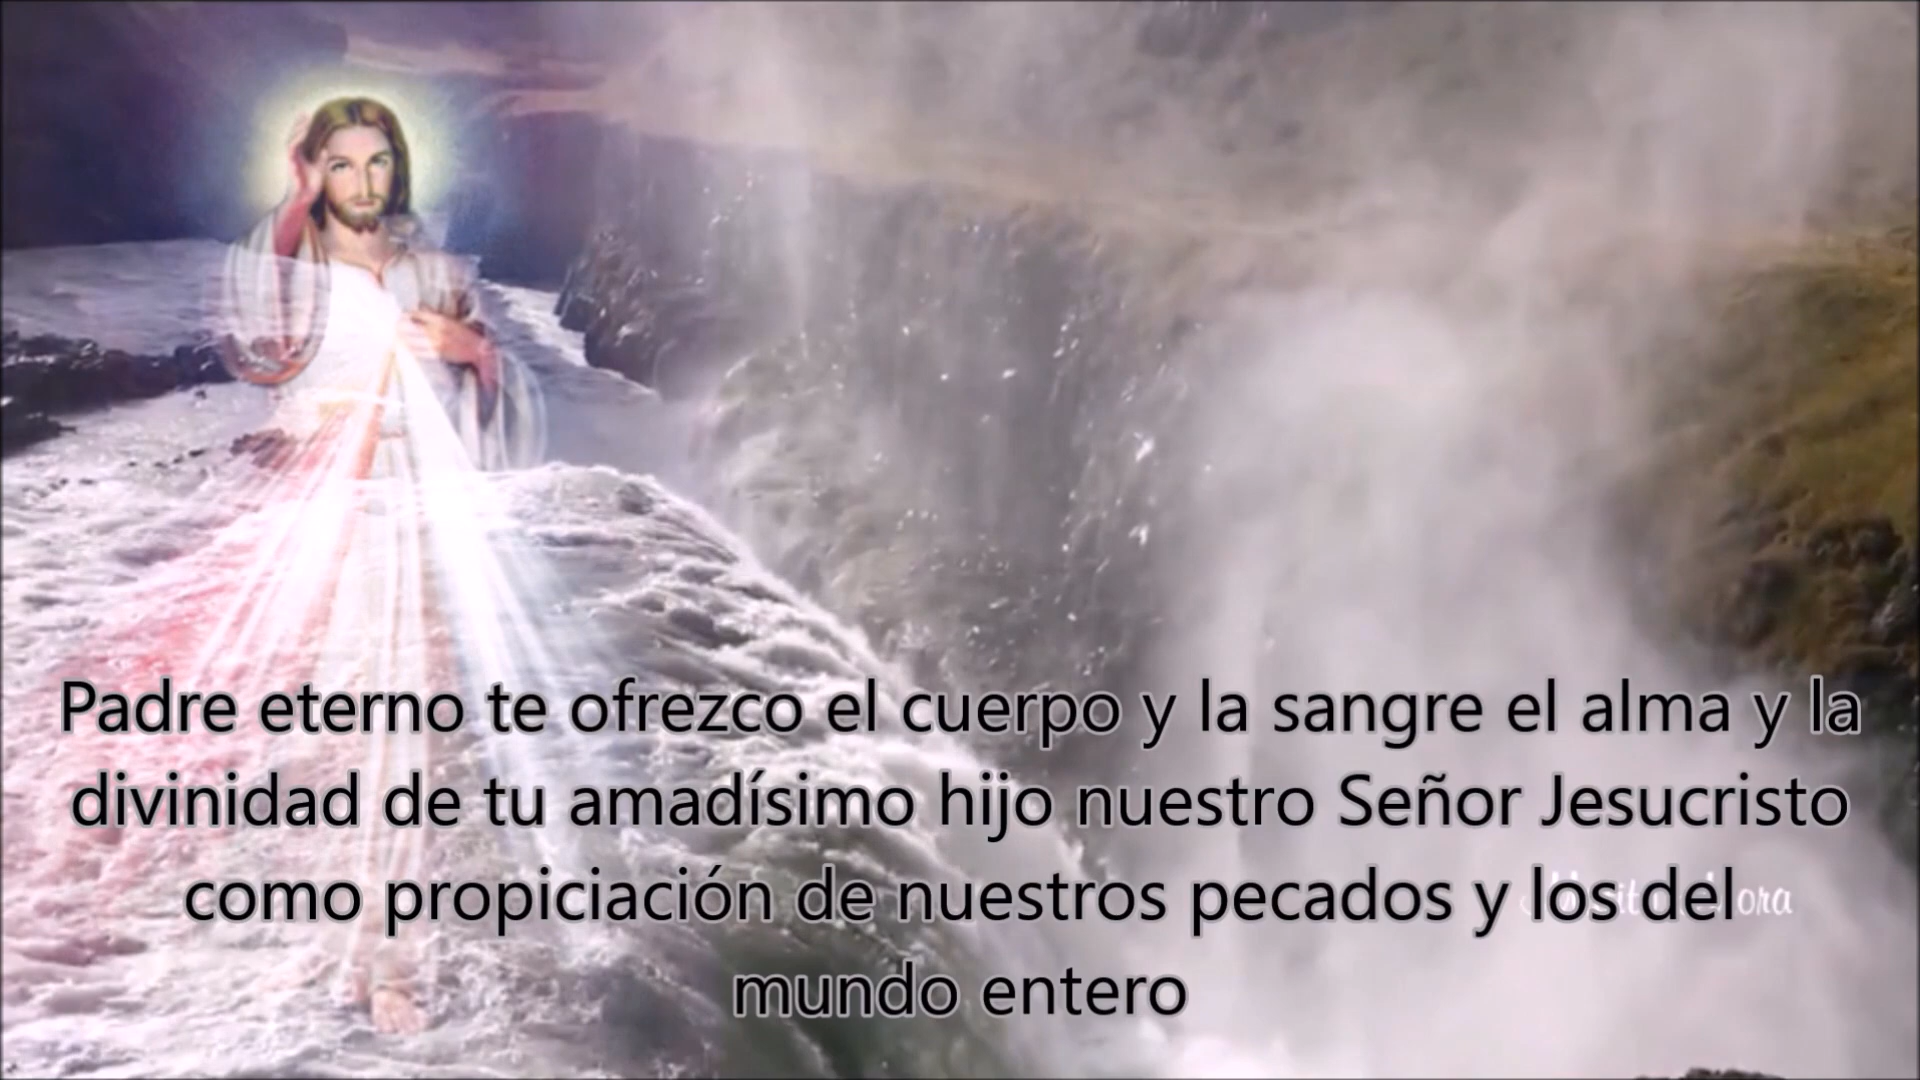 Padre eterno te ofrezco el cuerpo y la sangre el alma y la
divinidad de tu amadísimo hijo nuestro Señor Jesucristo
como propiciación de nuestros pecados y los del
mundo entero